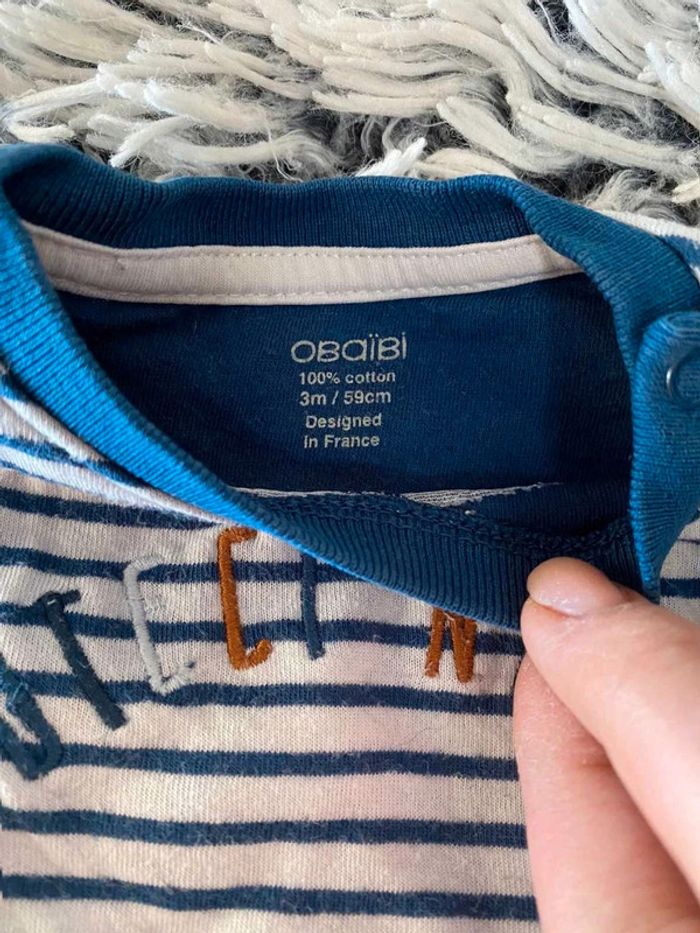 OBAïBi
100% cotton
3m / 59cm
Designed
in France